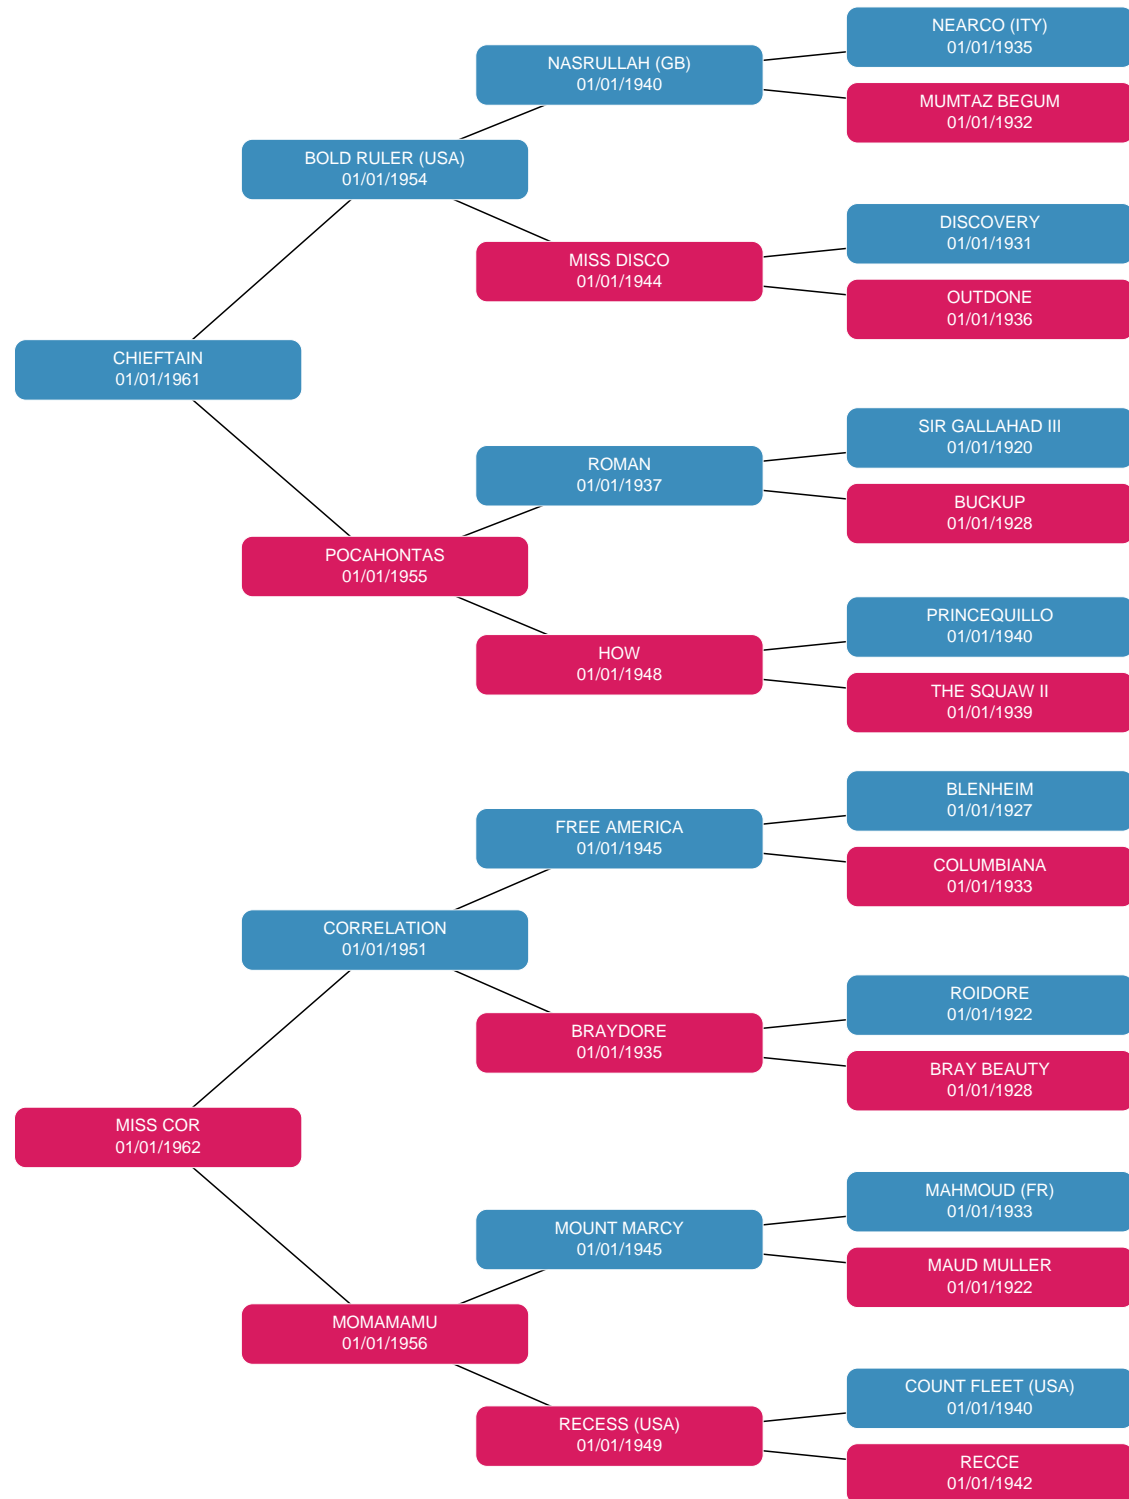 NEARCO (ITY)
01/01/1935
NASRULLAH (GB)
01/01/1940
MUMTAZ BEGUM
01/01/1932
BOLD RULER (USA)
01/01/1954
DISCOVERY
01/01/1931
MISS DISCO
01/01/1944
OUTDONE
01/01/1936
CHIEFTAIN
01/01/1961
SIR GALLAHAD III
01/01/1920
ROMAN
01/01/1937
BUCKUP
01/01/1928
POCAHONTAS
01/01/1955
PRINCEQUILLO
01/01/1940
HOW
01/01/1948
THE SQUAW II
01/01/1939
BLENHEIM
01/01/1927
FREE AMERICA
01/01/1945
COLUMBIANA
01/01/1933
CORRELATION
01/01/1951
ROIDORE
01/01/1922
BRAYDORE
01/01/1935
BRAY BEAUTY
01/01/1928
MISS COR
01/01/1962
MAHMOUD (FR)
01/01/1933
MOUNT MARCY
01/01/1945
MAUD MULLER
01/01/1922
MOMAMAMU
01/01/1956
COUNT FLEET (USA)
01/01/1940
RECESS (USA)
01/01/1949
RECCE
01/01/1942